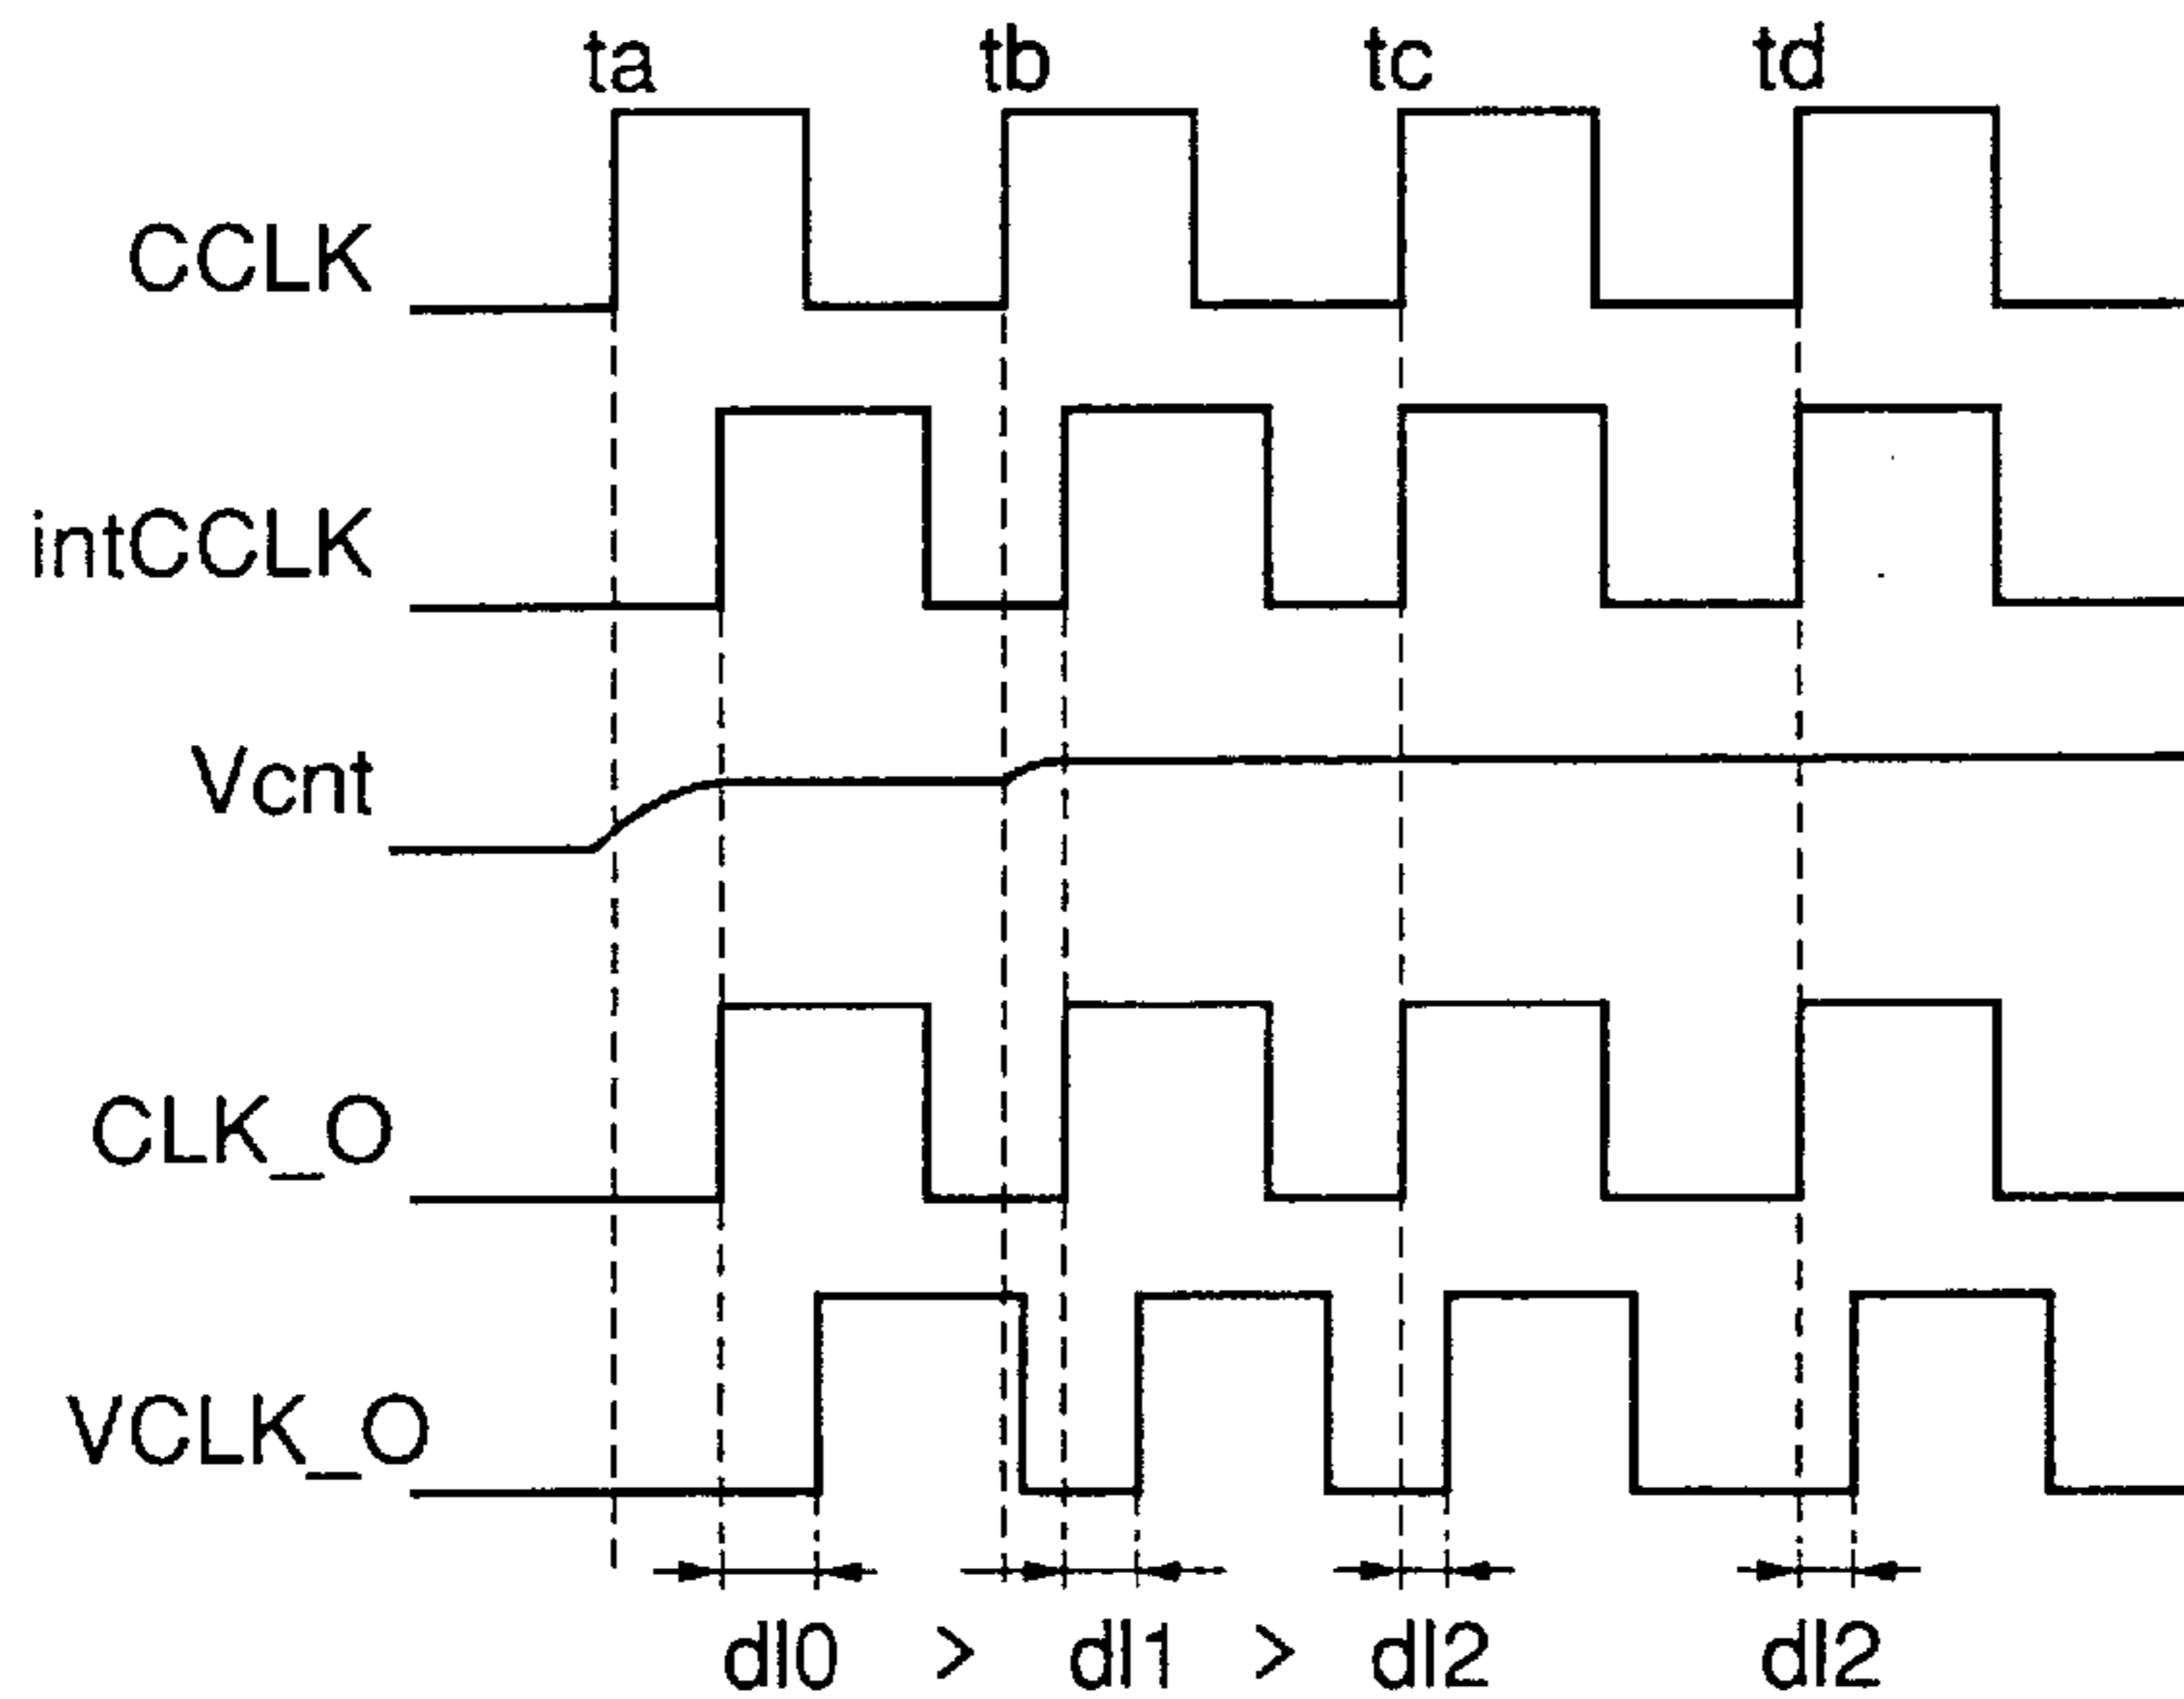 ta tb tc td
CCLK
intCCLK
Vcnt
CLK_O
VCLK_O
dl0 > dl1 > dl2 dl2